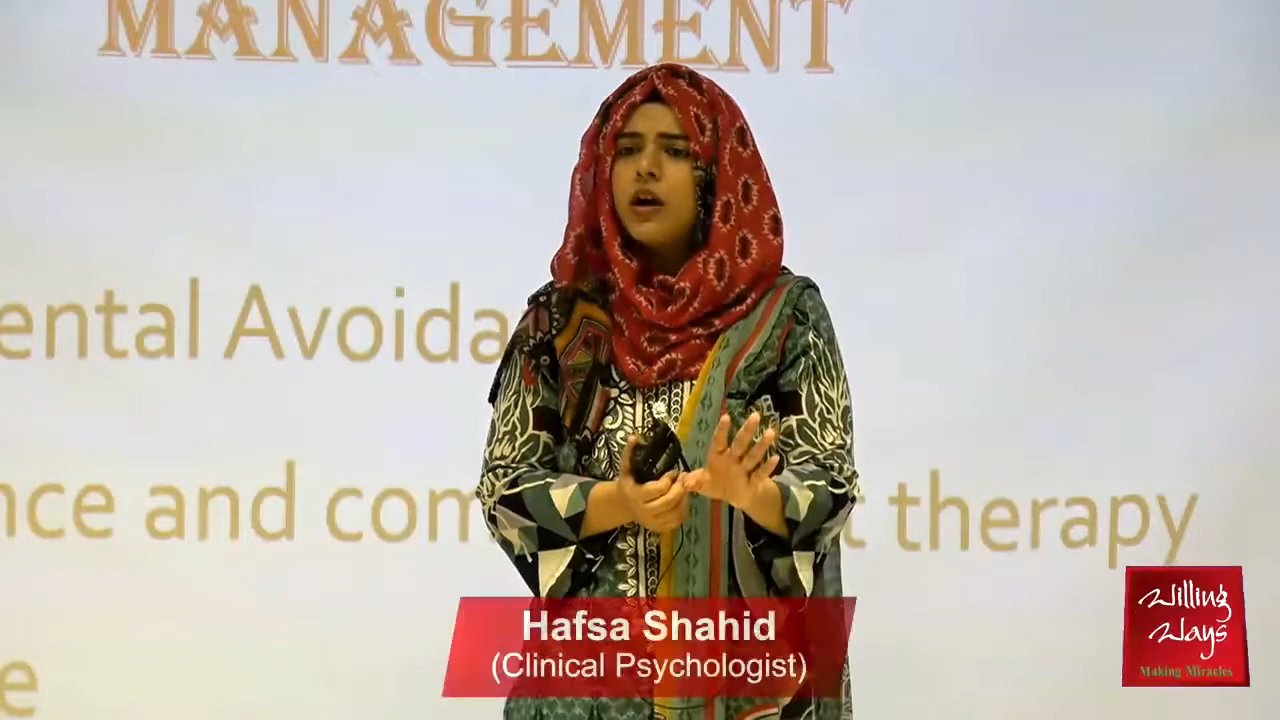 MANAGEMENT
ental Avoida
nce and com t therapy
e
Hafsa Shahid
(Clinical Psychologist)
Willing
Ways
Making Miracles